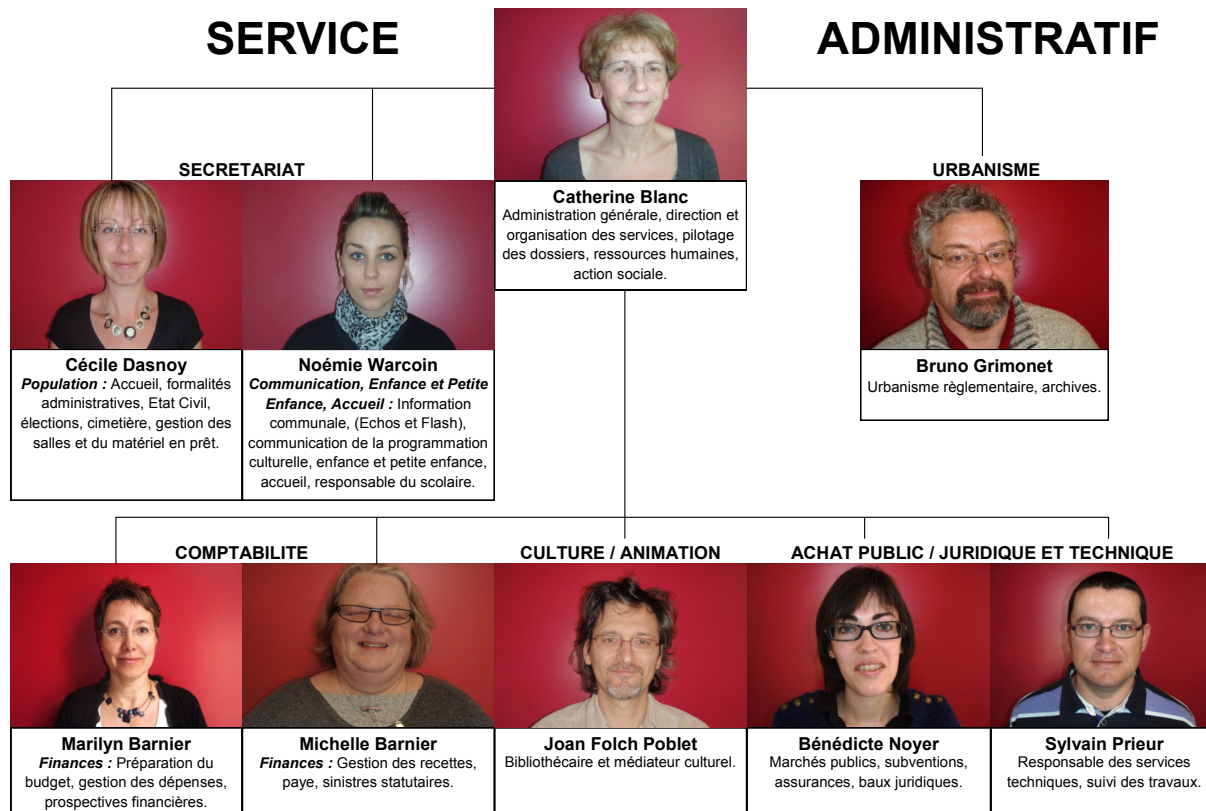 SERVICE ADMINISTRATIF
Catherine Blanc
Administration générale, direction et
organisation des services, pilotage
des dossiers, ressources humaines,
action sociale.
SECRETARIAT
Cécile Dasnoy
Population : Accueil, formalités
administratives, Etat Civil,
élections, cimetière, gestion des
salles et du matériel en prêt.
Noémie Warcoin
Communication, Enfance et Petite
Enfance, Accueil : Information
communale, (Echos et Flash),
communication de la programmation
culturelle, enfance et petite enfance,
accueil, responsable du scolaire.
URBANISME
Bruno Grimonet
Urbanisme règlementaire, archives.
COMPTABILITE
Marilyn Barnier
Finances : Préparation du
budget, gestion des dépenses,
prospectives financières.
Michelle Barnier
Finances : Gestion des recettes,
paye, sinistres statutaires.
CULTURE / ANIMATION
Joan Folch Poblet
Bibliothécaire et médiateur culturel.
ACHAT PUBLIC / JURIDIQUE ET TECHNIQUE
Bénédicte Noyer
Marchés publics, subventions,
assurances, baux juridiques.
Sylvain Prieur
Responsable des services
techniques, suivi des travaux.